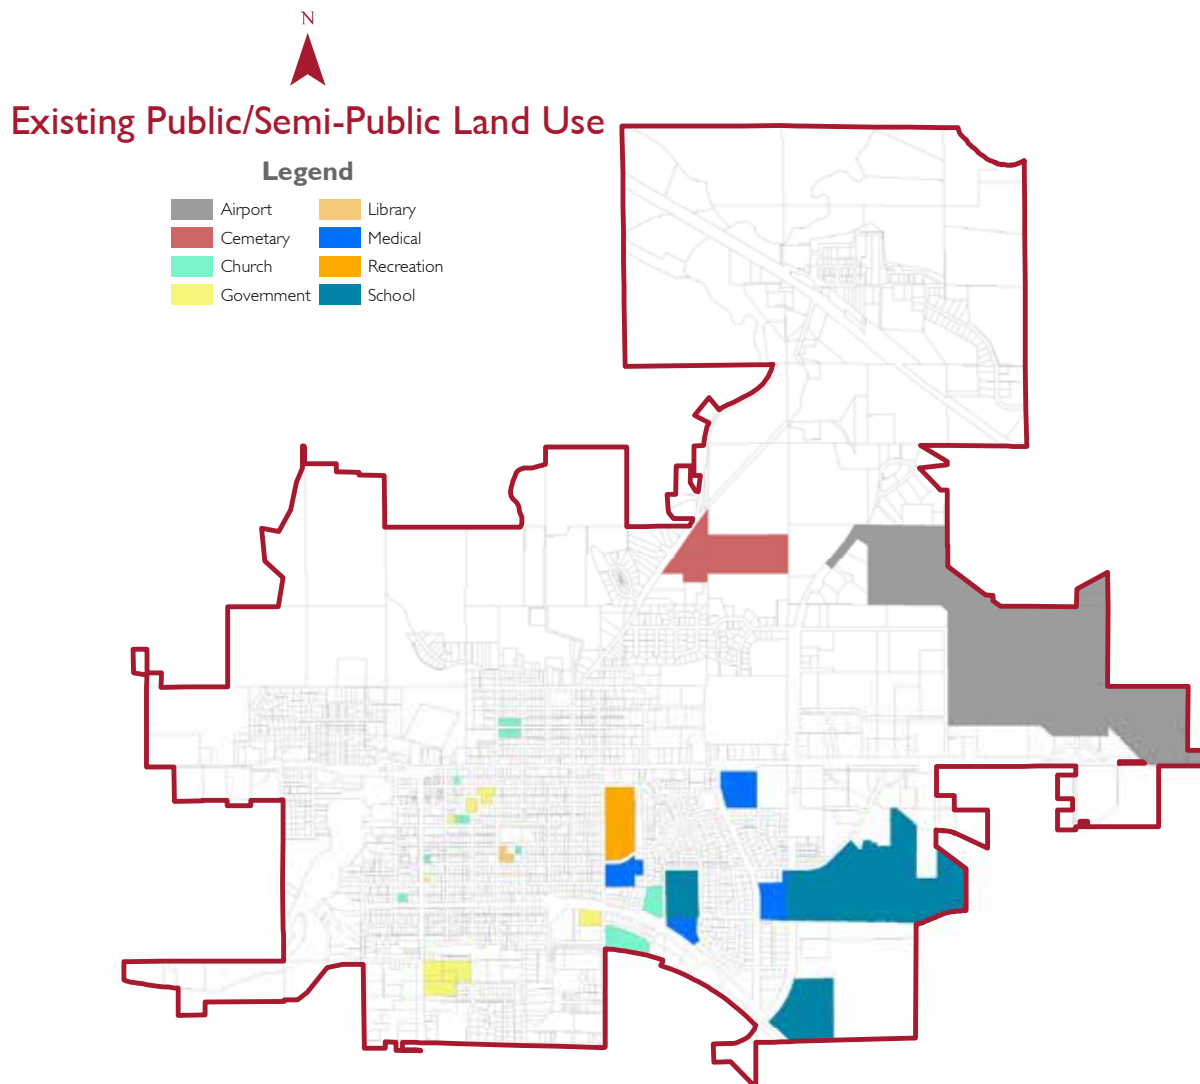 N
Existing Public/Semi-Public Land Use
Legend
Airport
Library
Cemetary
Medical
Church
Recreation
Government
School